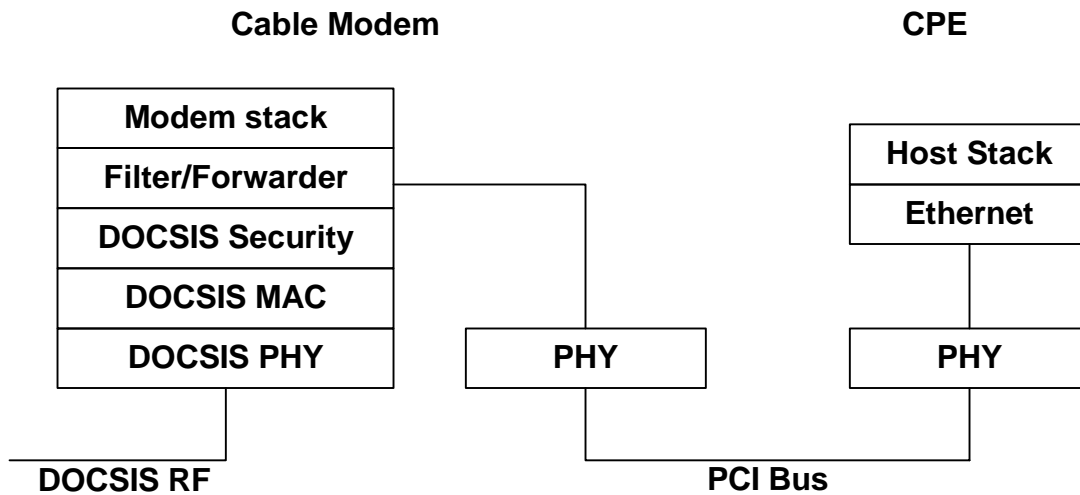 Cable Modem
CPE
Modem stack
Filter/Forwarder
DOCSIS Security
DOCSIS MAC
DOCSIS PHY
PHY
Host Stack
Ethernet
PHY
DOCSIS RF
PCI Bus